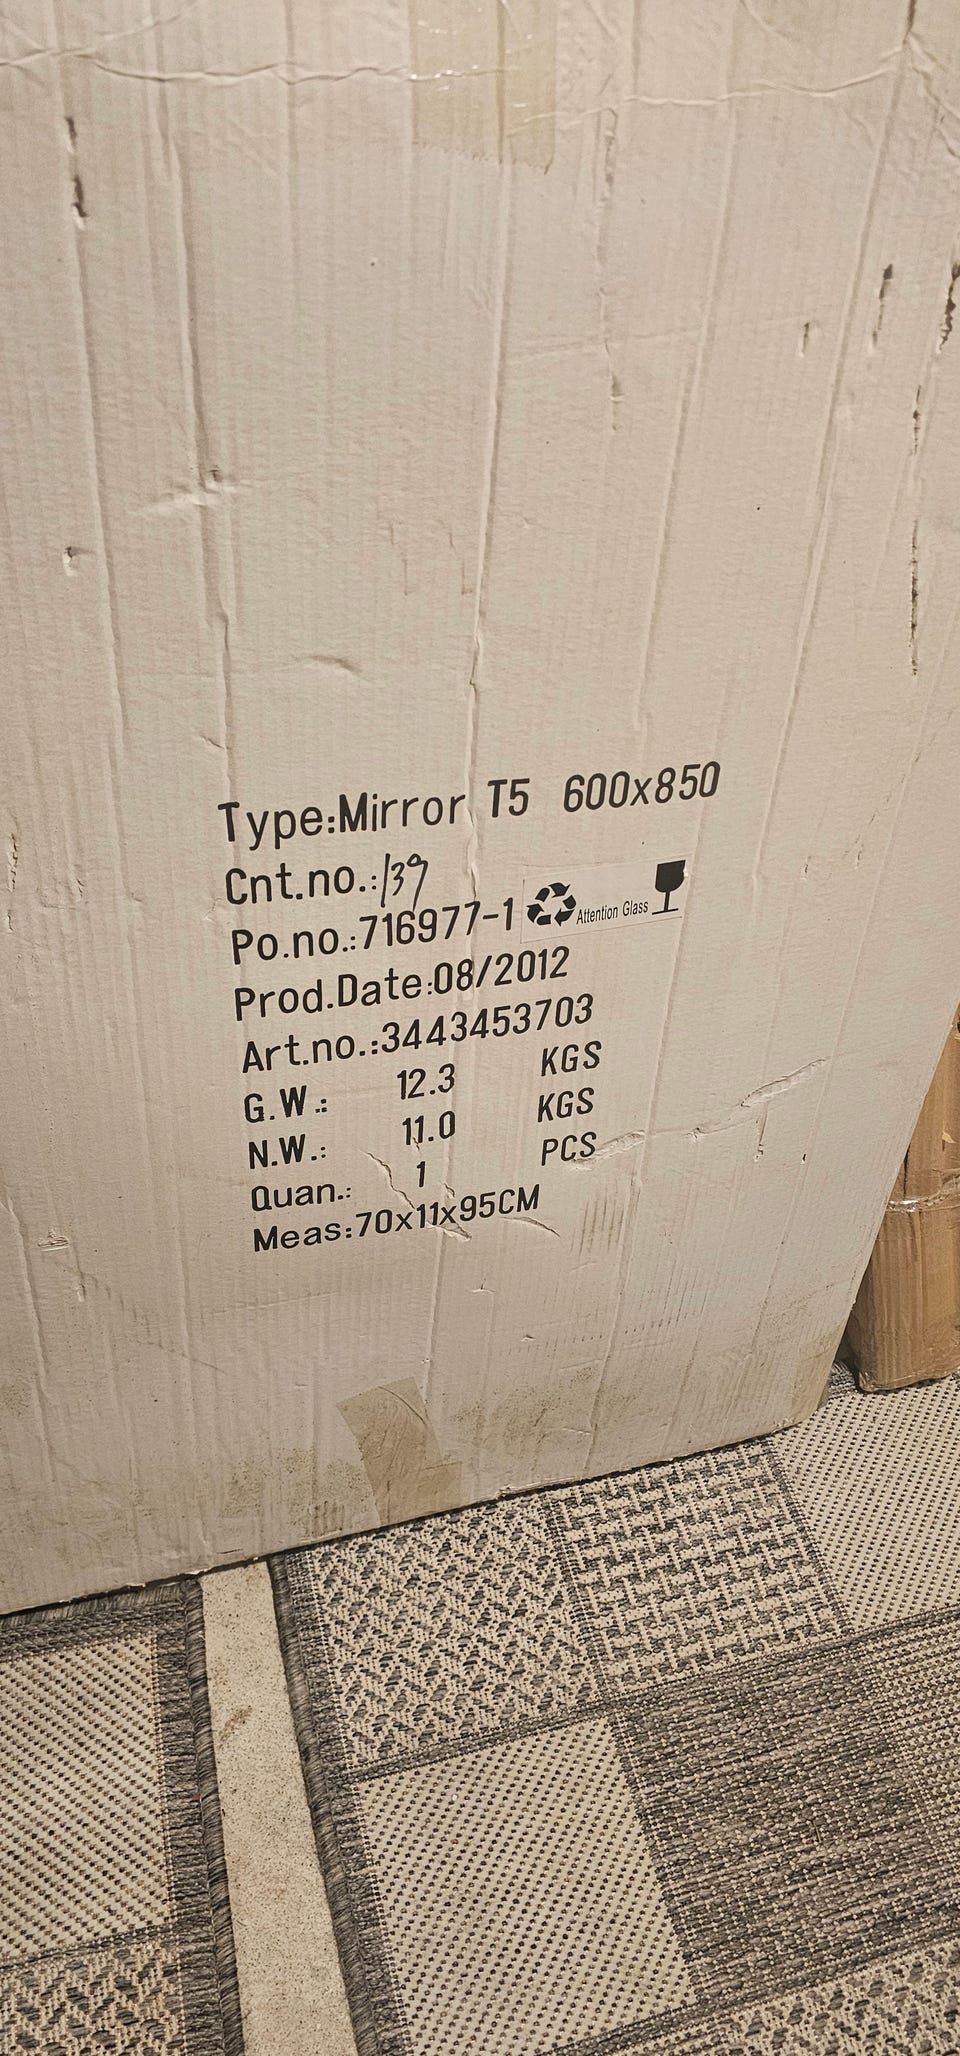 Type:Mirror T5 600x850
Cnt.no.:139
Po.no.:716977-1
Attention Glass
Prod.Date:08/2012
Art.no.:3443453703
G.W.: 12.3 KGS
N.W.: 11.0 KGS
Quan.: 1 PCS
Meas:70x11x95CM